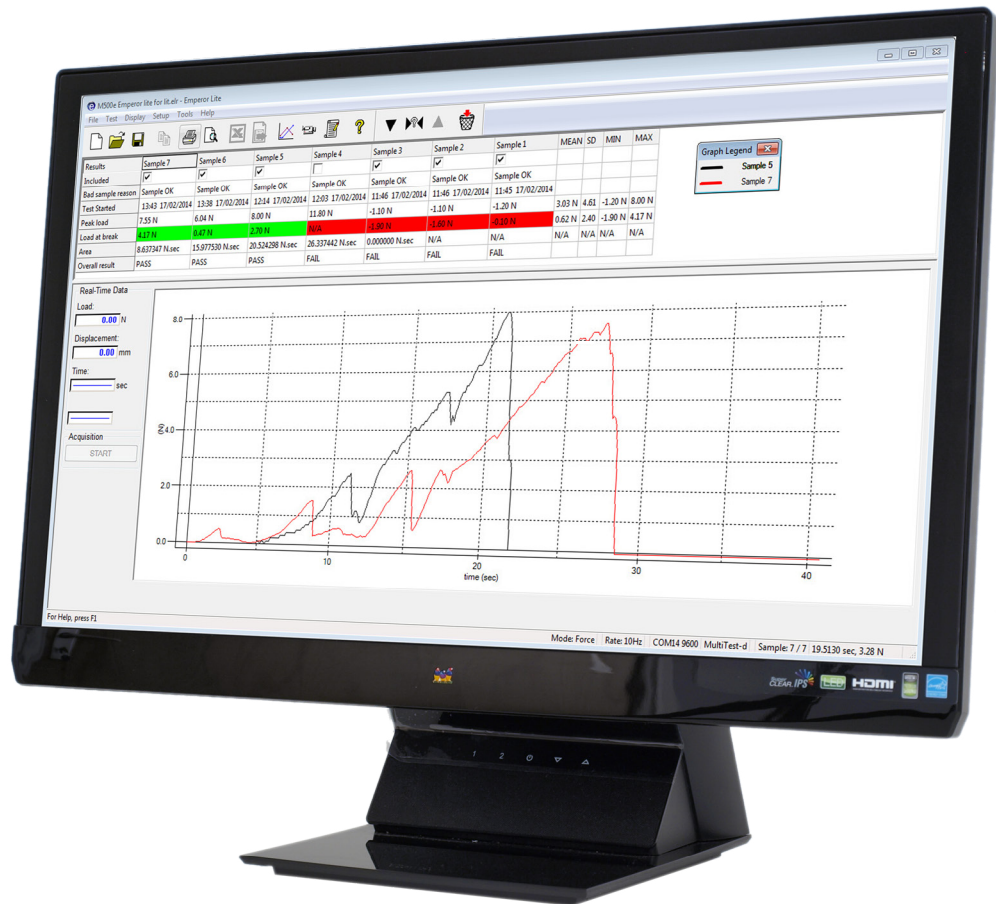 M500e Emperor lite for lit.elr - Emperor Lite
File Test Display Setup Tools Help
Results Sample 7 Sample 6 Sample 5 Sample 4 Sample 3 Sample 2 Sample 1 MEAN SD MIN MAX
Included
Bad sample reason Sample OK Sample OK Sample OK Sample OK Sample OK Sample OK Sample OK
Test Started 13:43 17/02/2014 13:38 17/02/2014 12:14 17/02/2014 12:03 17/02/2014 11:46 17/02/2014 11:46 17/02/2014 11:45 17/02/2014
Peak load 7.55 N 6.04 N 8.00 N 11.80 N -1.10 N -1.10 N -1.20 N 3.03 N 4.61 -1.20 N 8.00 N
Load at break 4.17 N 0.47 N 2.70 N N/A -1.90 N -1.60 N -0.10 N 0.62 N 2.40 -1.90 N 4.17 N
Area 8.637347 N.sec 15.977530 N.sec 20.524298 N.sec 26.337442 N.sec 0.000000 N.sec N/A N/A N/A N/A N/A N/A
Overall result PASS PASS PASS FAIL FAIL FAIL FAIL
Graph Legend
Sample 5
Sample 7
Real-Time Data
Load:
0.00 N
Displacement:
0.00 mm
Time:
sec
Acquisition
START
8.0
6.0
(N) 4.0
2.0
0.0
0 10 20 30 40
time (sec)
For Help, press F1
Mode: Force Rate: 10Hz COM14 9600 MultiTest-d Sample: 7 / 7 19.5130 sec, 3.28 N
SUPER CLEAR IPS LED HDMI
1 2